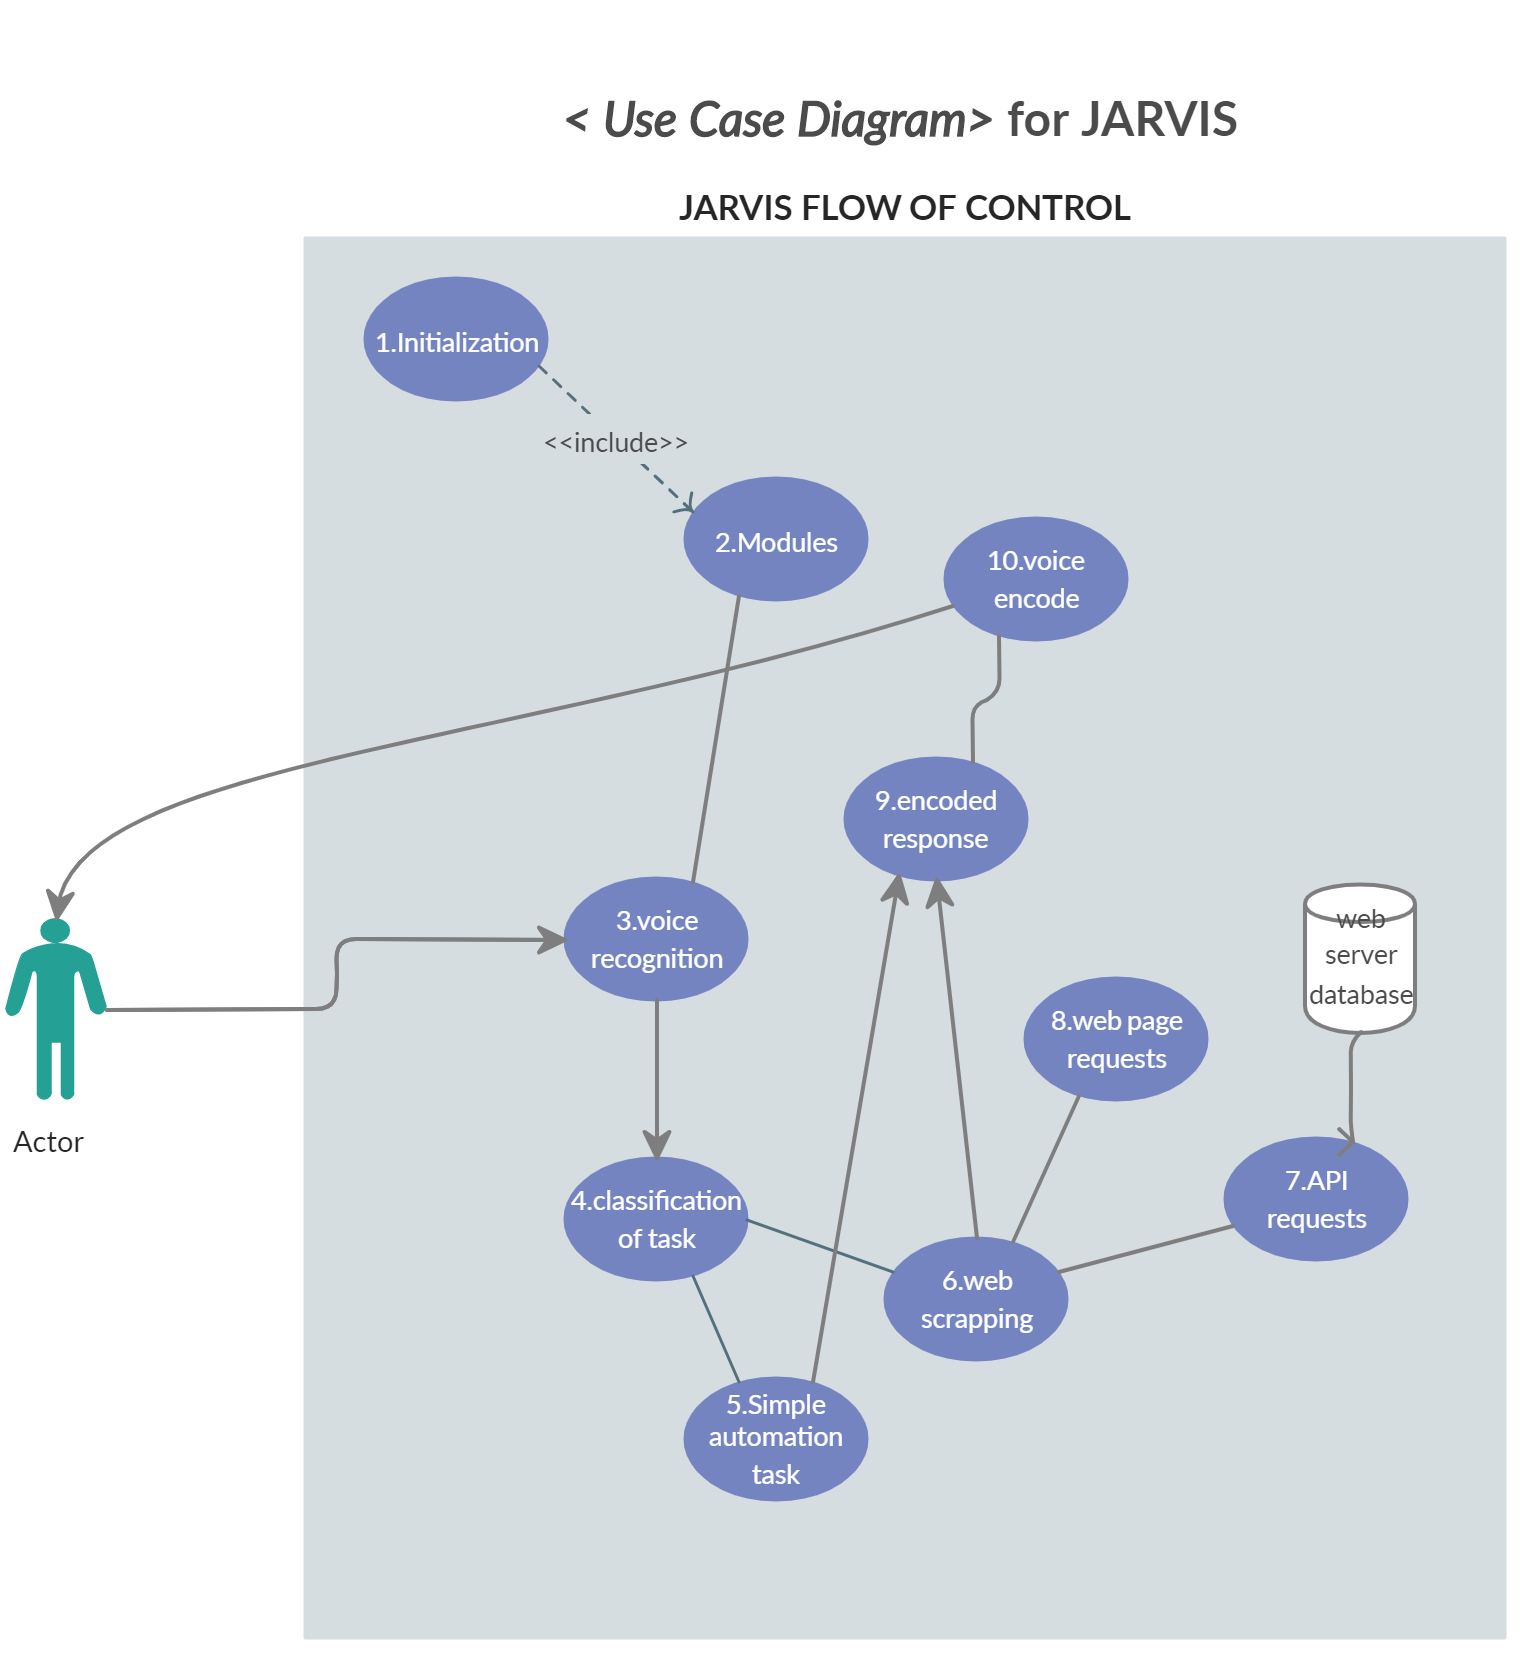 < Use Case Diagram> for JARVIS
JARVIS FLOW OF CONTROL
1.Initialization
<<include>>
2.Modules
10.voice
encode
9.encoded
response
3.voice
recognition
web
server
database
8.web page
requests
Actor
4.classification
of task
7.API
requests
6.web
scrapping
5.Simple
automation
task